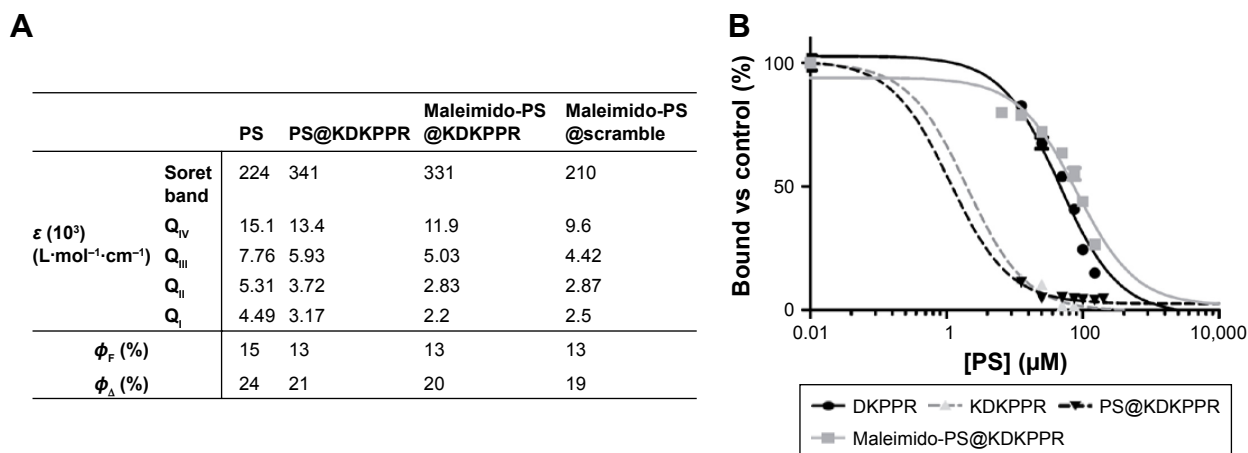 A
PS PS@KDKPPR Maleimido-PS @KDKPPR Maleimido-PS @scramble
ε (10³) (L·mol⁻¹·cm⁻¹)
Soret band 224 341 331 210
Q_IV 15.1 13.4 11.9 9.6
Q_III 7.76 5.93 5.03 4.42
Q_II 5.31 3.72 2.83 2.87
Q_I 4.49 3.17 2.2 2.5
ϕ_F (%) 15 13 13 13
ϕ_Δ (%) 24 21 20 19
B
Bound vs control (%)
100
50
0
0.01 1 100 10,000
[PS] (µM)
DKPPR KDKPPR PS@KDKPPR
Maleimido-PS@KDKPPR